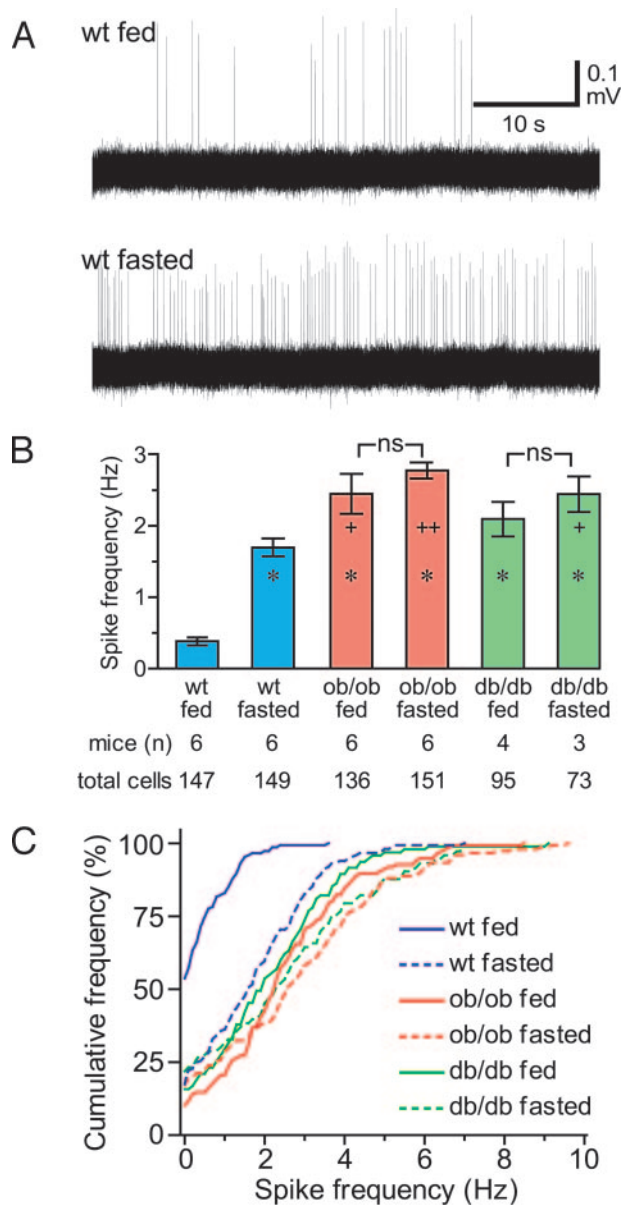 A
wt fed
0.1
mV
10 s
wt fasted
B
Spike frequency (Hz)
3
2
1
0
ns
ns
+
++
+
*
*
*
*
*
wt fed
wt fasted
ob/ob fed
ob/ob fasted
db/db fed
db/db fasted
mice (n) 6 6 6 6 4 3
total cells 147 149 136 151 95 73
C
Cumulative frequency (%)
100
75
50
25
0
wt fed
wt fasted
ob/ob fed
ob/ob fasted
db/db fed
db/db fasted
0 2 4 6 8 10
Spike frequency (Hz)